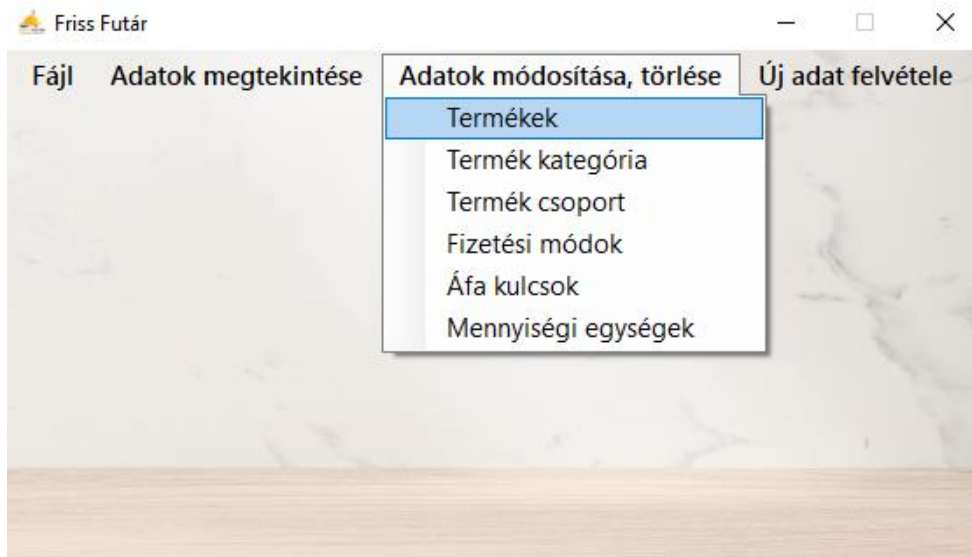 Friss Futár
Fájl Adatok megtekintése Adatok módosítása, törlése Új adat felvétele
Termékek
Termék kategória
Termék csoport
Fizetési módok
Áfa kulcsok
Mennyiségi egységek